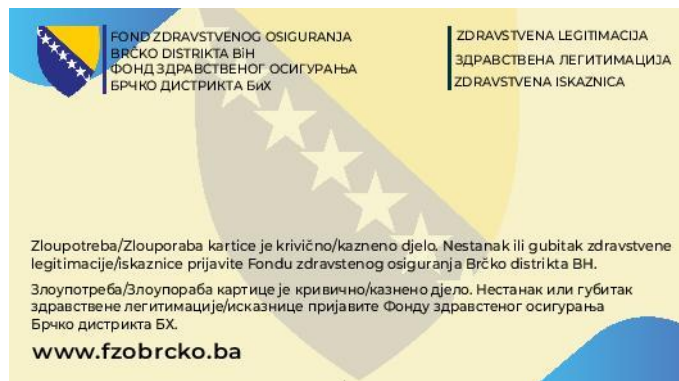 FOND ZDRAVSTVENOG OSIGURANJA
BRČKO DISTRIKTA BiH
ФОНД ЗДРАВСТВЕНОГ ОСИГУРАЊА
БРЧКО ДИСТРИКТА БиХ
ZDRAVSTVENA LEGITIMACIJA
ЗДРАВСТВЕНА ЛЕГИТИМАЦИЈА
ZDRAVSTVENA ISKAZNICA
Zloupotreba/Zlouporaba kartice je krivično/kazneno djelo. Nestanak ili gubitak zdravstvene
legitimacije/iskaznice prijavite Fondu zdravstenog osiguranja Brčko distrikta BH.
Злоупотреба/Злоупораба картице је кривично/казнено дјело. Нестанак или губитак
здравствене легитимације/исказнице пријавите Фонду здравстеног осигурања
Брчко дистрикта БХ.
www.fzobrcko.ba